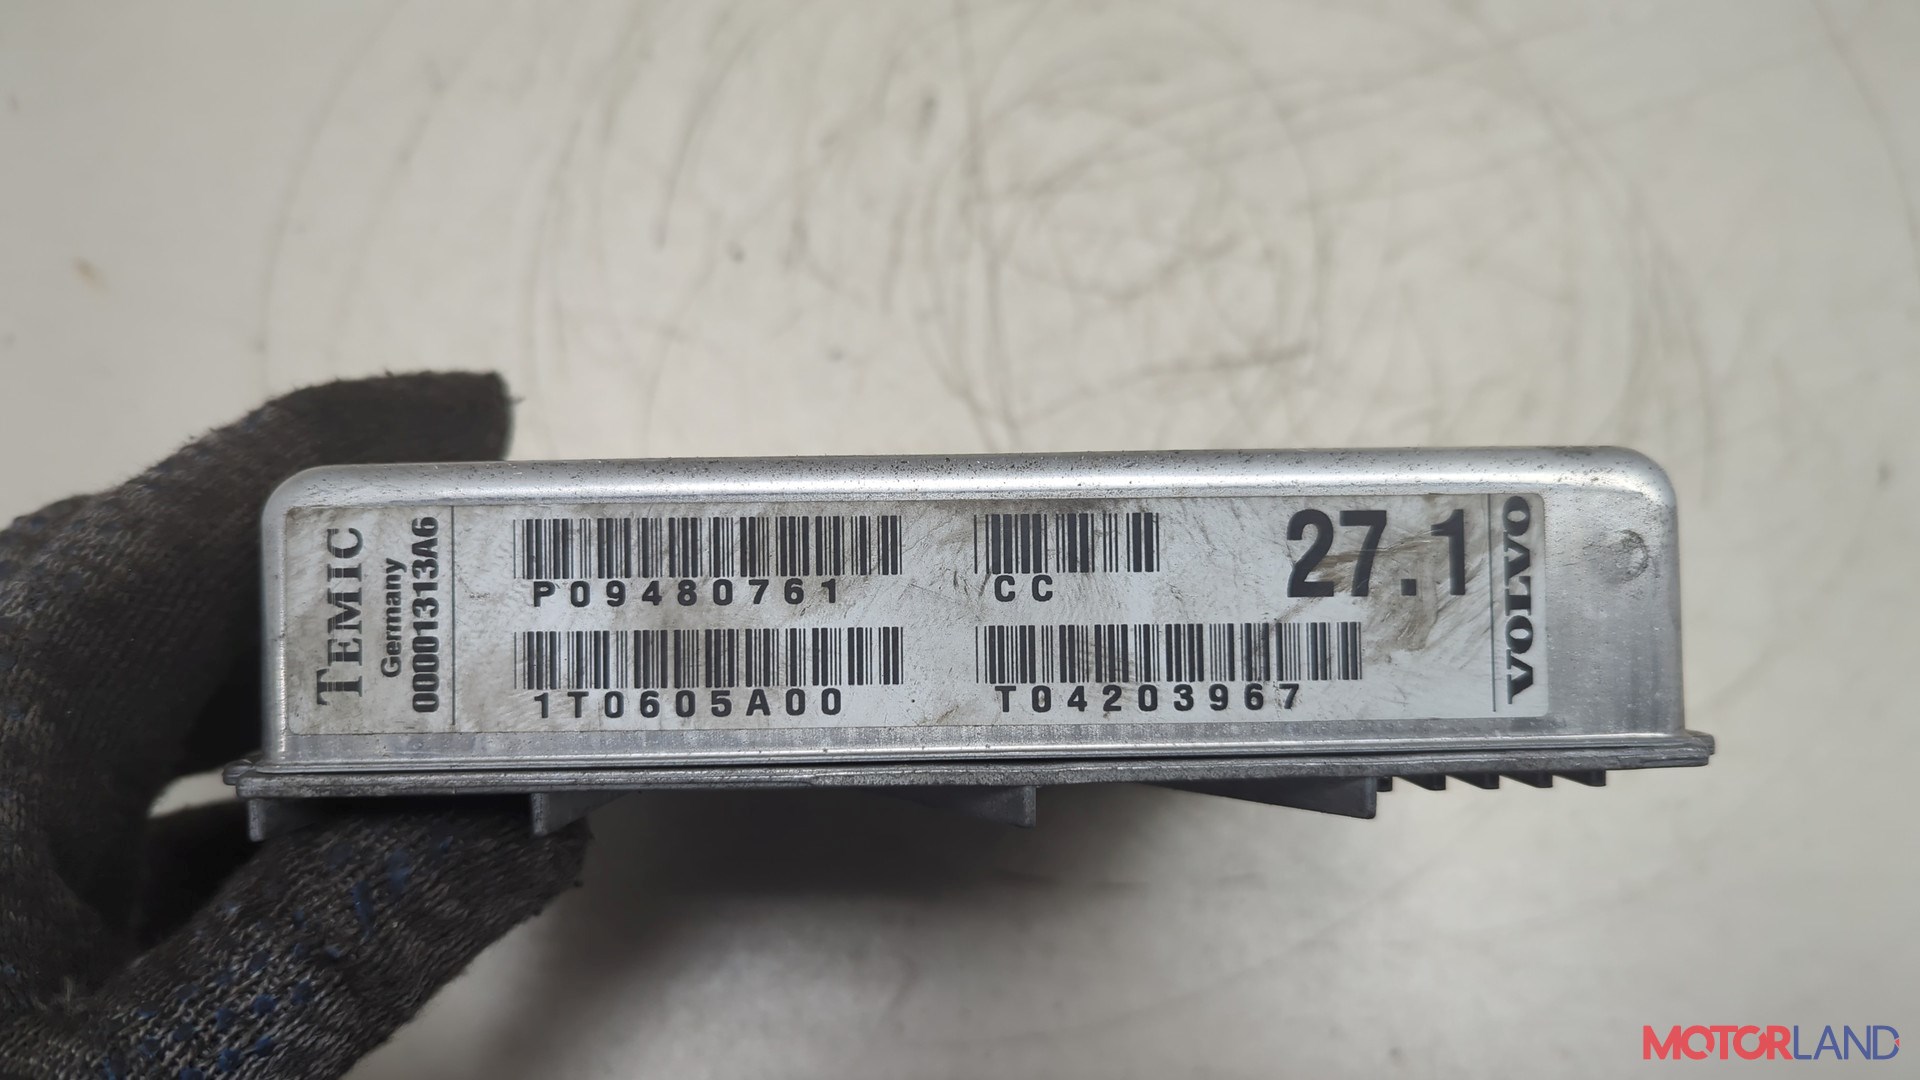 TEMIC
Germany
00001313A6
P09480761
CC
27.1
1T0605A00
T04203967
VOLVO
MOTORLAND